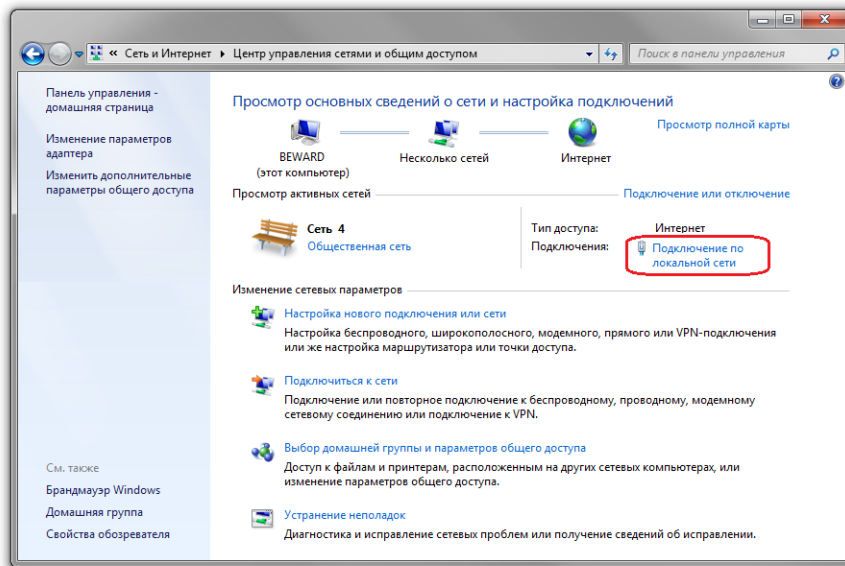 « Сеть и Интернет ▸ Центр управления сетями и общим доступом
Поиск в панели управления
Панель управления -
домашняя страница
Изменение параметров
адаптера
Изменить дополнительные
параметры общего доступа
См. также
Брандмауэр Windows
Домашняя группа
Свойства обозревателя
Просмотр основных сведений о сети и настройка подключений
Просмотр полной карты
BEWARD
(этот компьютер)
Несколько сетей
Интернет
Просмотр активных сетей
Подключение или отключение
Сеть 4
Общественная сеть
Тип доступа: Интернет
Подключения: Подключение по
локальной сети
Изменение сетевых параметров
Настройка нового подключения или сети
Настройка беспроводного, широкополосного, модемного, прямого или VPN-подключения
или же настройка маршрутизатора или точки доступа.
Подключиться к сети
Подключение или повторное подключение к беспроводному, проводному, модемному
сетевому соединению или подключение к VPN.
Выбор домашней группы и параметров общего доступа
Доступ к файлам и принтерам, расположенным на других сетевых компьютерах, или
изменение параметров общего доступа.
Устранение неполадок
Диагностика и исправление сетевых проблем или получение сведений об исправлении.